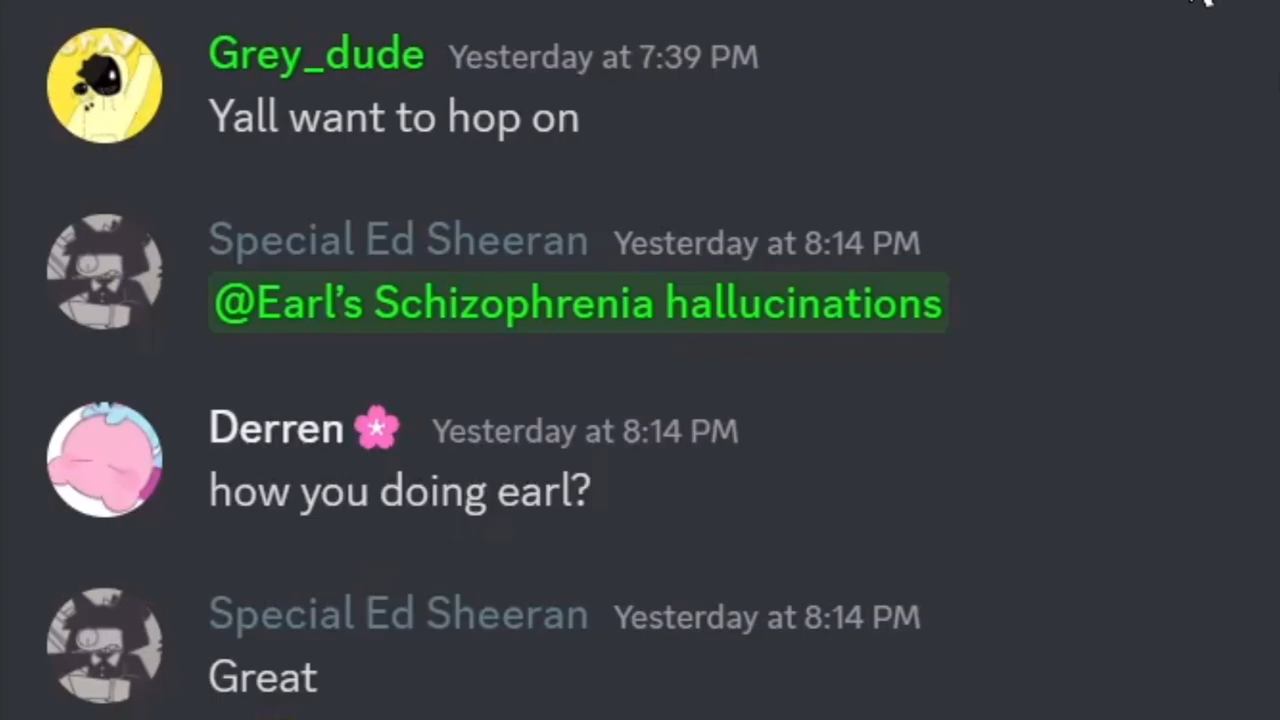 Grey_dude Yesterday at 7:39 PM
Yall want to hop on
Special Ed Sheeran Yesterday at 8:14 PM
@Earl’s Schizophrenia hallucinations
Derren Yesterday at 8:14 PM
how you doing earl?
Special Ed Sheeran Yesterday at 8:14 PM
Great